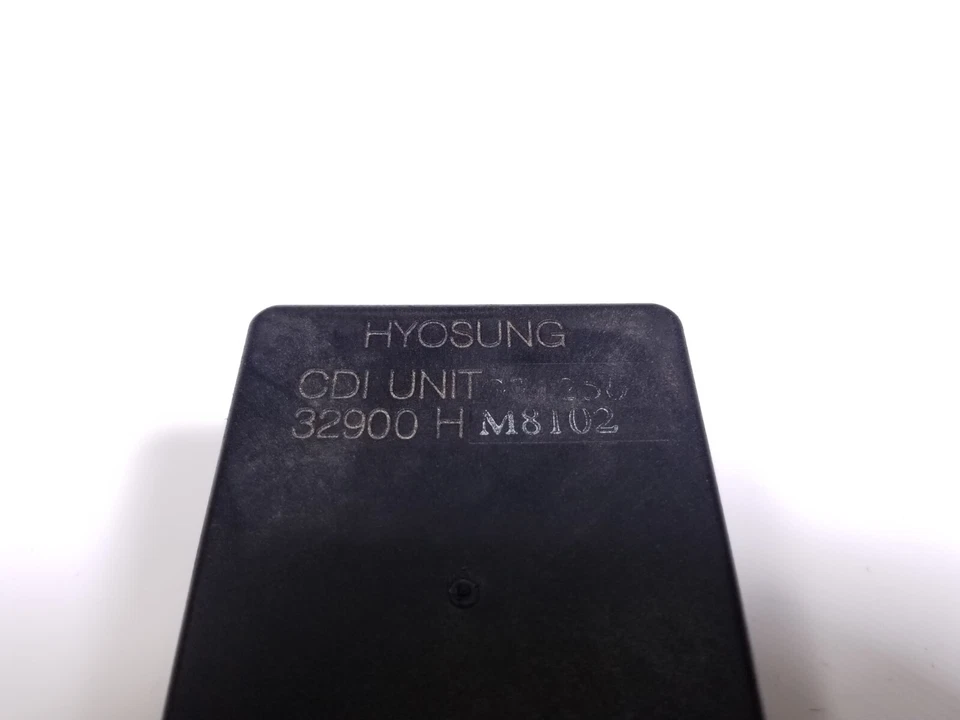 HYOSUNG
CDI UNIT
32900 H M8102